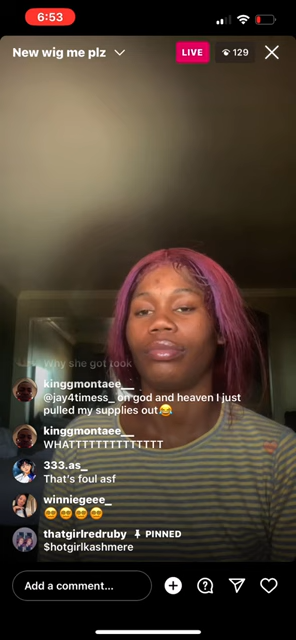 6:53
New wig me plz
LIVE
129
Why she got took
kinggmontaee__
@jay4timess_ on god and heaven I just
pulled my supplies out😂
kinggmontaee__
WHATTTTTTTTTTTTT
333.as_
That's foul asf
winniegeee_
😵‍💫😵‍💫😵‍💫😵‍💫
thatgirlredruby PINNED
$hotgirlkashmere
Add a comment...